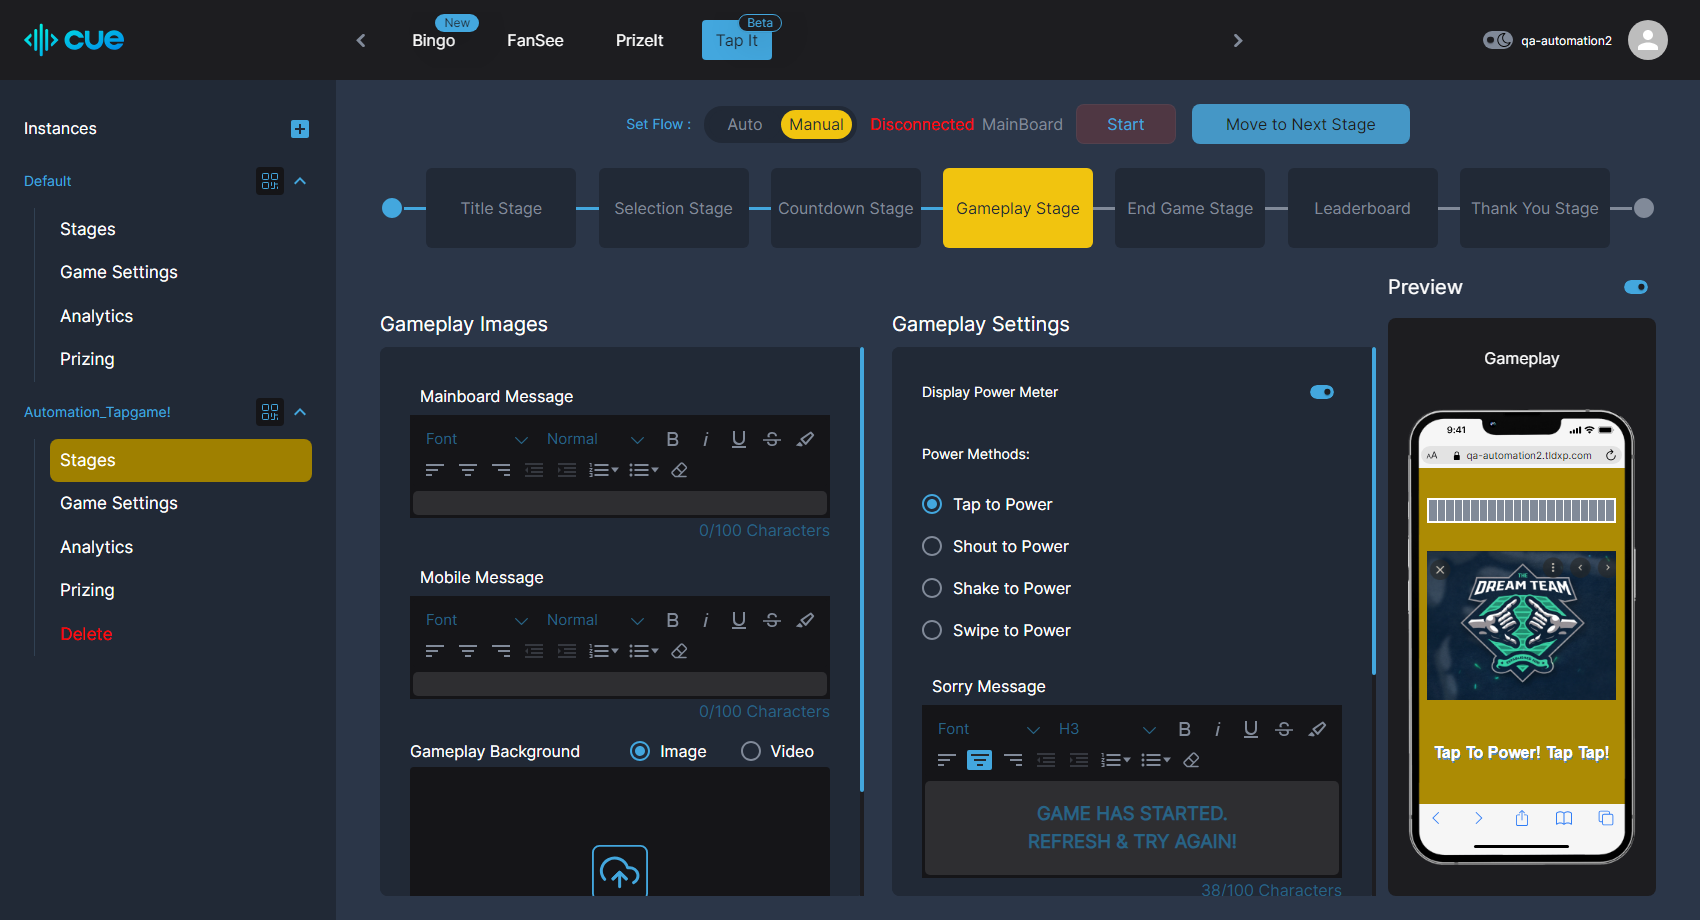 cue
Bingo
New
FanSee
PrizeIt
Tap It
Beta
qa-automation2
Instances
Default
Stages
Game Settings
Analytics
Prizing
Automation_Tapgame!
Stages
Game Settings
Analytics
Prizing
Delete
Set Flow :
Auto
Manual
Disconnected MainBoard
Start
Move to Next Stage
Title Stage
Selection Stage
Countdown Stage
Gameplay Stage
End Game Stage
Leaderboard
Thank You Stage
Gameplay Images
Mainboard Message
Font
Normal
0/100 Characters
Mobile Message
Font
Normal
0/100 Characters
Gameplay Background
Image
Video
Gameplay Settings
Display Power Meter
Power Methods:
Tap to Power
Shout to Power
Shake to Power
Swipe to Power
Sorry Message
Font
H3
GAME HAS STARTED.
REFRESH & TRY AGAIN!
38/100 Characters
Preview
Gameplay
9:41
AA
qa-automation2.tldxp.com
THE
DREAM TEAM
Tap To Power! Tap Tap!